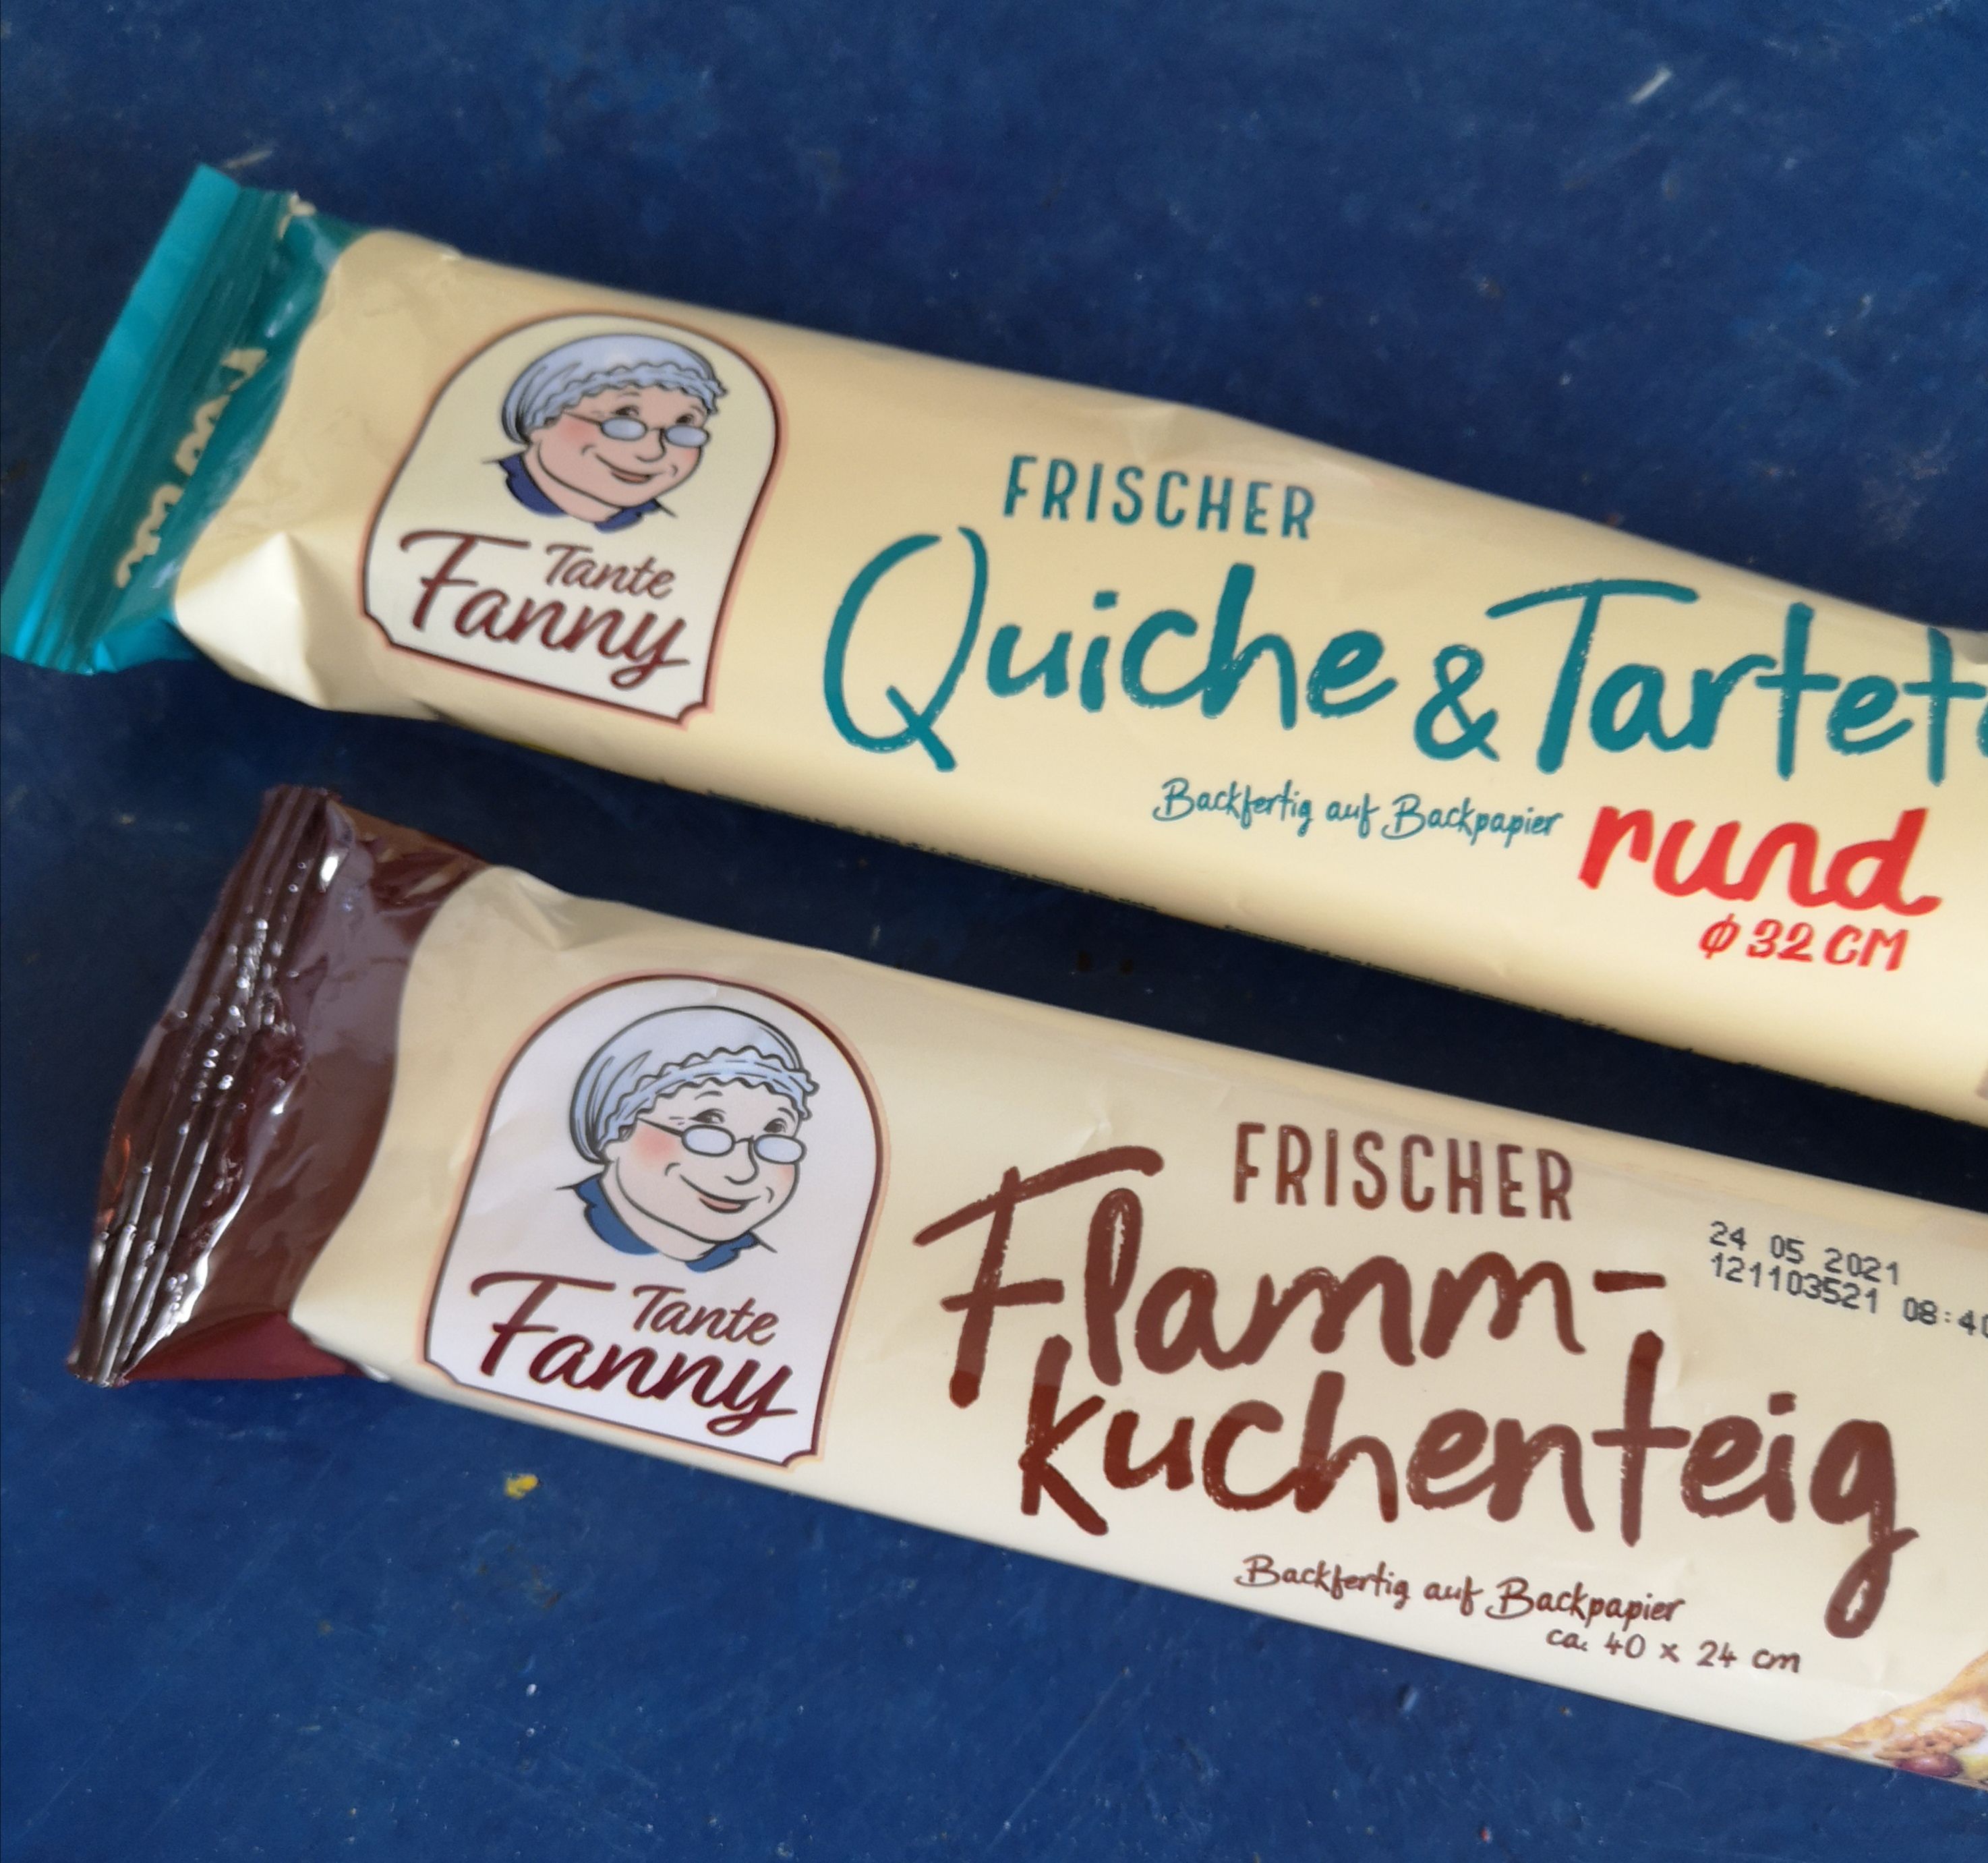 Tante
Fanny
FRISCHER
Quiche & Tartet
Backfertig auf Backpapier
rund
Ø 32 CM
Tante
Fanny
FRISCHER
Flamm-
kuchenteig
24 05 2021
121103521 08:40
Backfertig auf Backpapier
ca. 40 x 24 cm